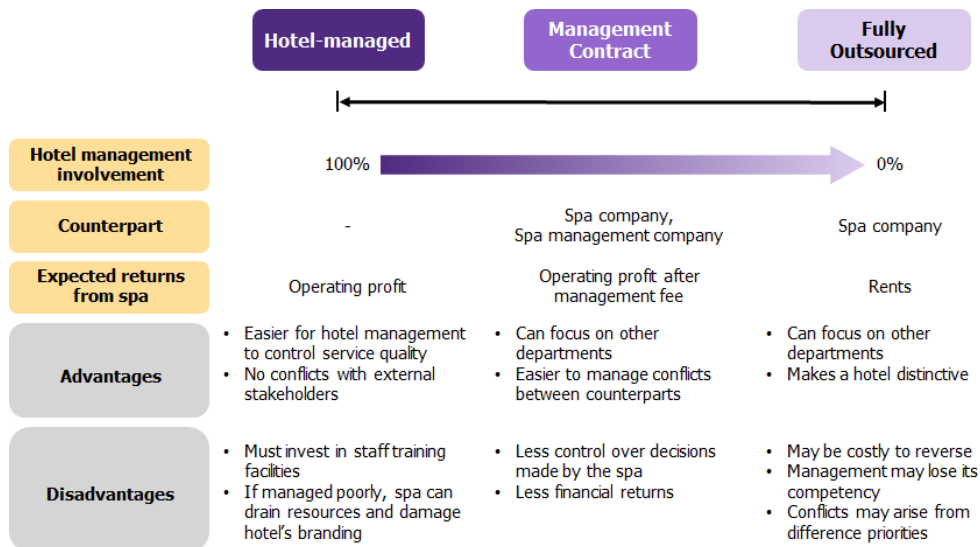 Hotel-managed
Management
Contract
Fully
Outsourced
Hotel management
involvement
100%
0%
Counterpart
-
Spa company,
Spa management company
Spa company
Expected returns
from spa
Operating profit
Operating profit after
management fee
Rents
Advantages
• Easier for hotel management
to control service quality
• No conflicts with external
stakeholders
• Can focus on other
departments
• Easier to manage conflicts
between counterparts
• Can focus on other
departments
• Makes a hotel distinctive
Disadvantages
• Must invest in staff training
facilities
• If managed poorly, spa can
drain resources and damage
hotel's branding
• Less control over decisions
made by the spa
• Less financial returns
• May be costly to reverse
• Management may lose its
competency
• Conflicts may arise from
difference priorities